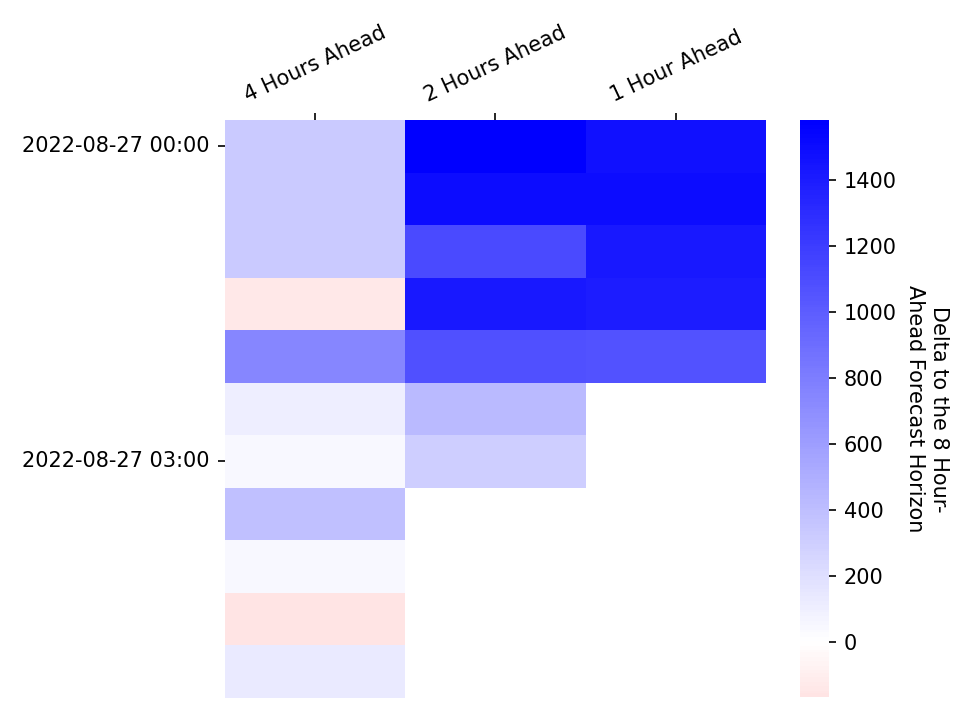 4 Hours Ahead
2 Hours Ahead
1 Hour Ahead
2022-08-27 00:00
2022-08-27 03:00
1400
1200
1000
800
600
400
200
0
Delta to the 8 Hour-
Ahead Forecast Horizon